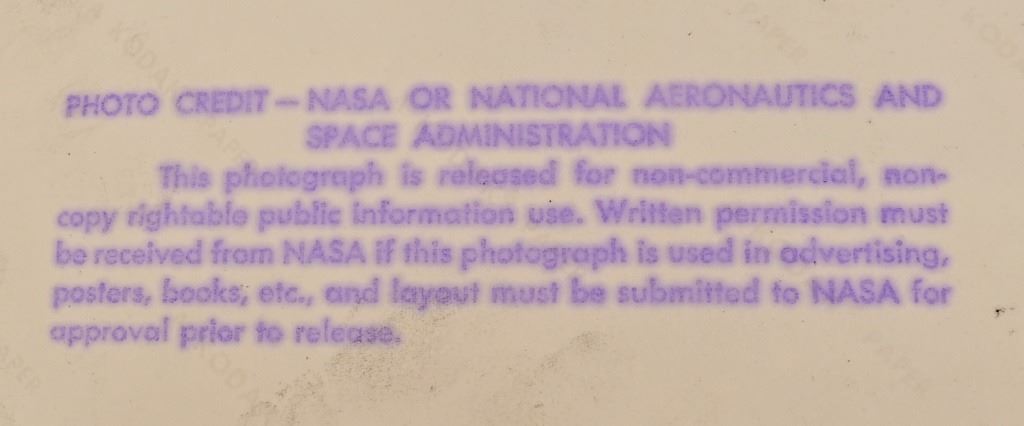 PHOTO CREDIT — NASA OR NATIONAL AERONAUTICS AND
SPACE ADMINISTRATION
This photograph is released for non-commercial, non-
copy rightable public information use. Written permission must
be received from NASA if this photograph is used in advertising,
posters, books, etc., and layout must be submitted to NASA for
approval prior to release.
PAPER
PAPER